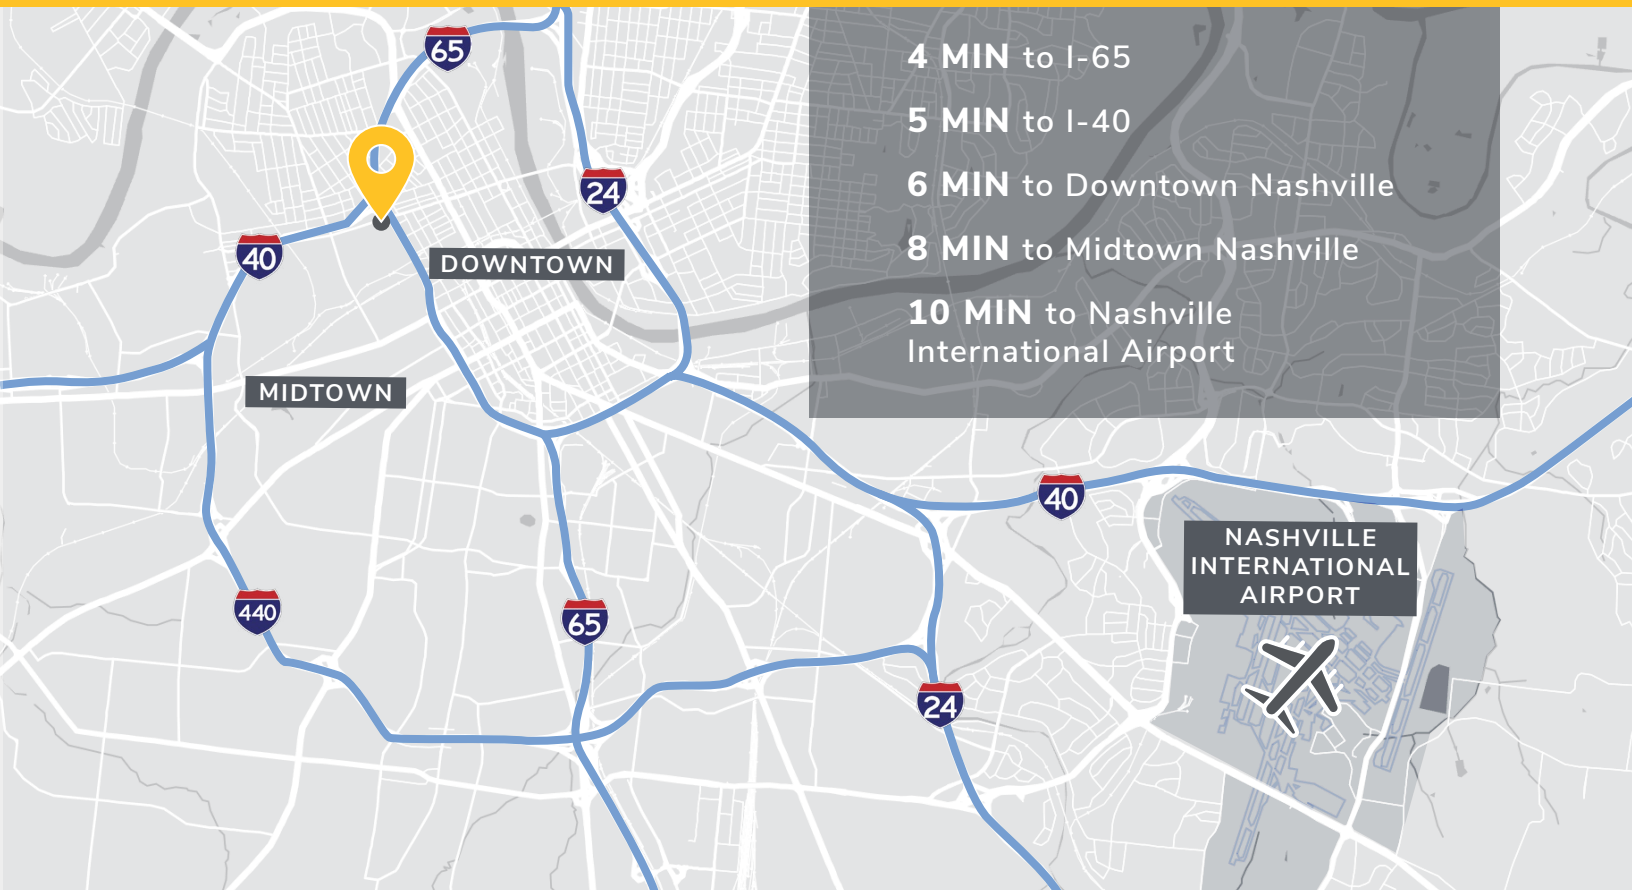 65
4 MIN to I-65
5 MIN to I-40
24
6 MIN to Downtown Nashville
40
DOWNTOWN
8 MIN to Midtown Nashville
10 MIN to Nashville
International Airport
MIDTOWN
40
NASHVILLE
INTERNATIONAL
AIRPORT
440
65
24